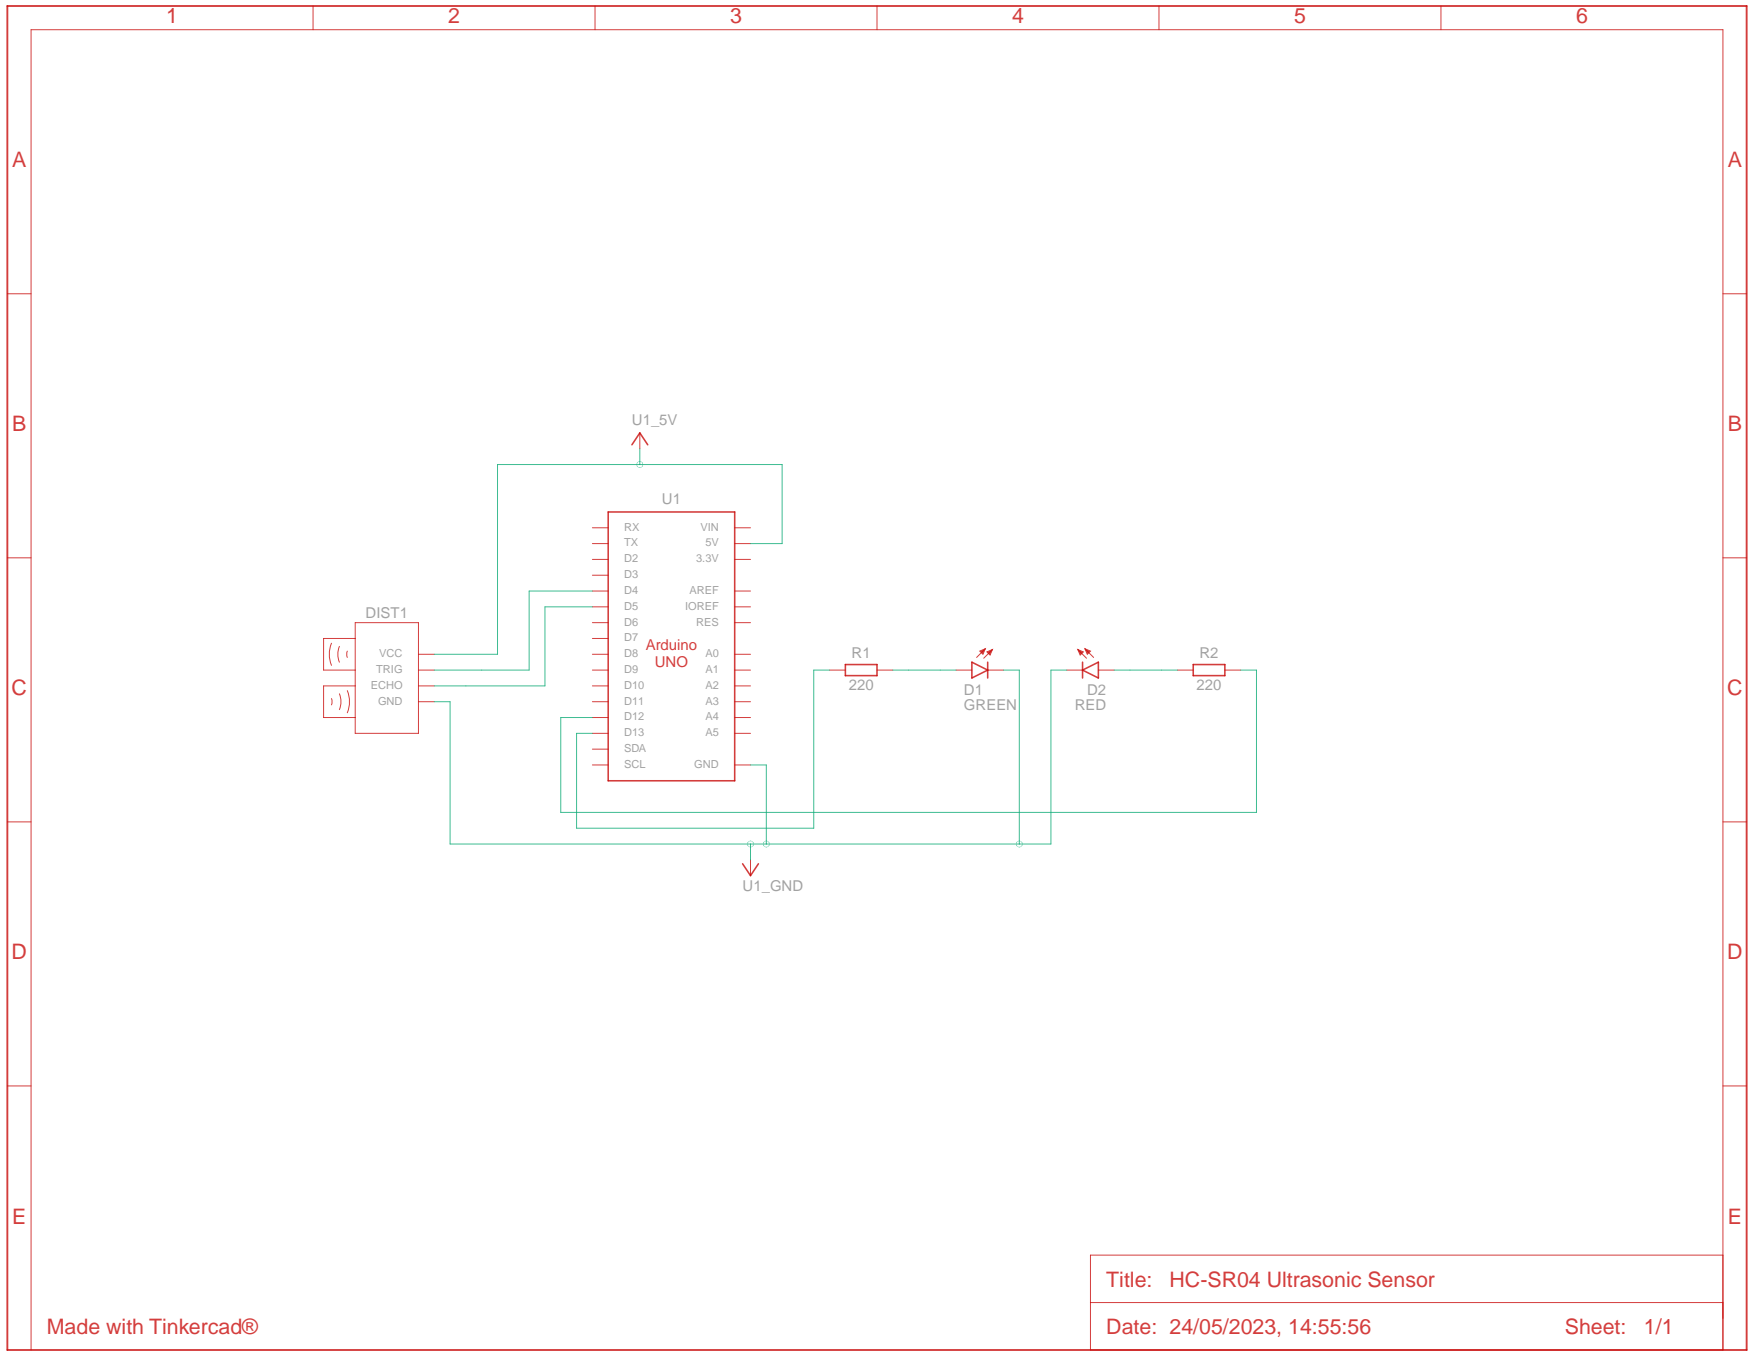 1 2 3 4 5 6
A A
B B
U1_5V
U1
RX VIN
TX 5V
D2 3.3V
D3
D4 AREF
D5 IOREF
D6 RES
D7
Arduino
D8 A0
UNO
D9 A1
D10 A2
D11 A3
D12 A4
D13 A5
SDA
SCL GND
DIST1
VCC
TRIG
ECHO
GND
C C
R1
220
D1
GREEN
D2
RED
R2
220
U1_GND
D D
E E
Title: HC-SR04 Ultrasonic Sensor
Made with Tinkercad®
Date: 24/05/2023, 14:55:56 Sheet: 1/1